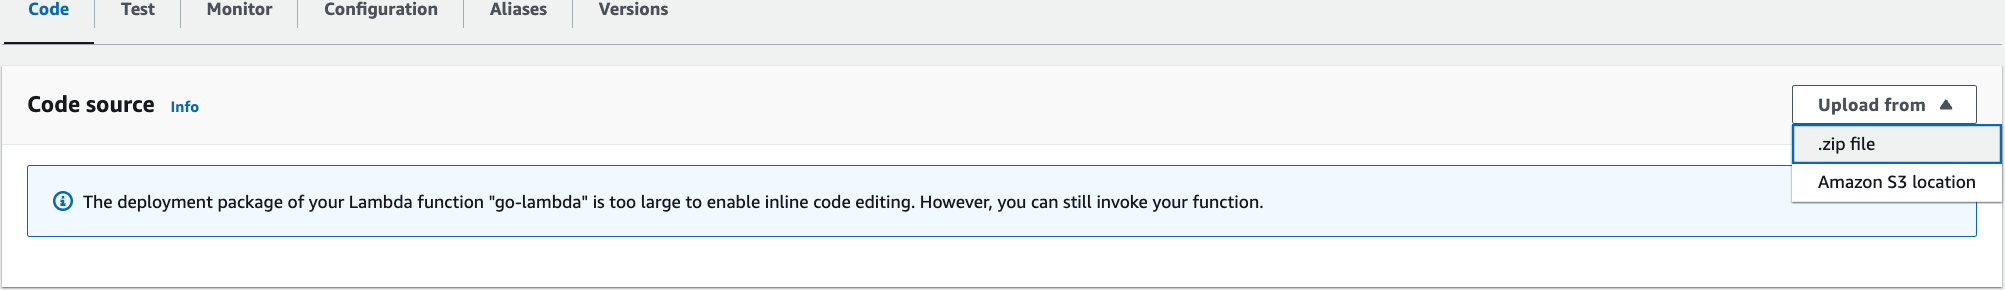 Code Test Monitor Configuration Aliases Versions
Code source Info
Upload from
.zip file
Amazon S3 location
The deployment package of your Lambda function "go-lambda" is too large to enable inline code editing. However, you can still invoke your function.